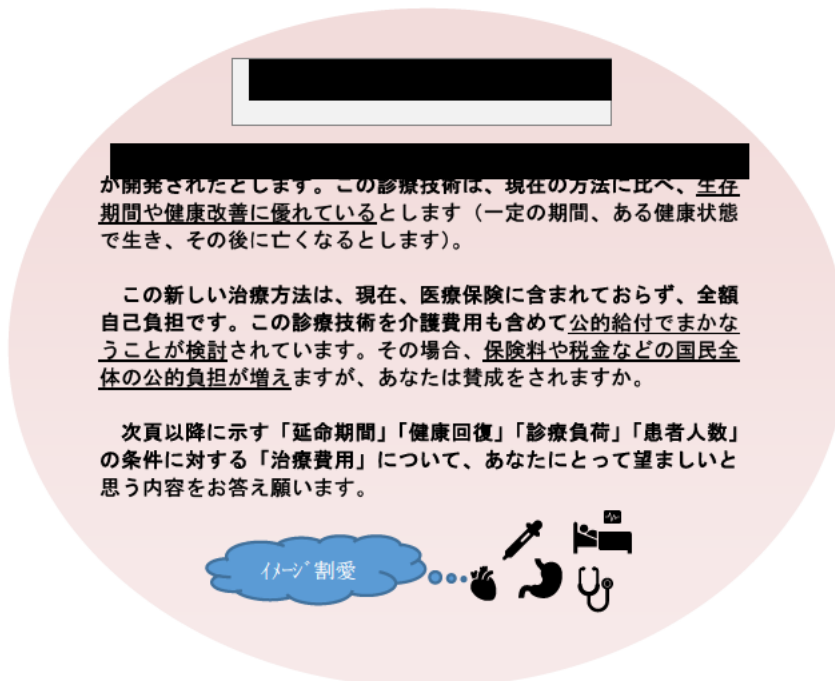 が開発されたとします。この診療技術は、現在の方法に比べ、生存
期間や健康改善に優れているとします（一定の期間、ある健康状態
で生き、その後に亡くなるとします）。
この新しい治療方法は、現在、医療保険に含まれておらず、全額
自己負担です。この診療技術を介護費用も含めて公的給付でまかな
うことが検討されています。その場合、保険料や税金などの国民全
体の公的負担が増えますが、あなたは賛成をされますか。
次頁以降に示す「延命期間」「健康回復」「診療負荷」「患者人数」
の条件に対する「治療費用」について、あなたにとって望ましいと
思う内容をお答え願います。
ｲﾒｰｼﾞ割愛